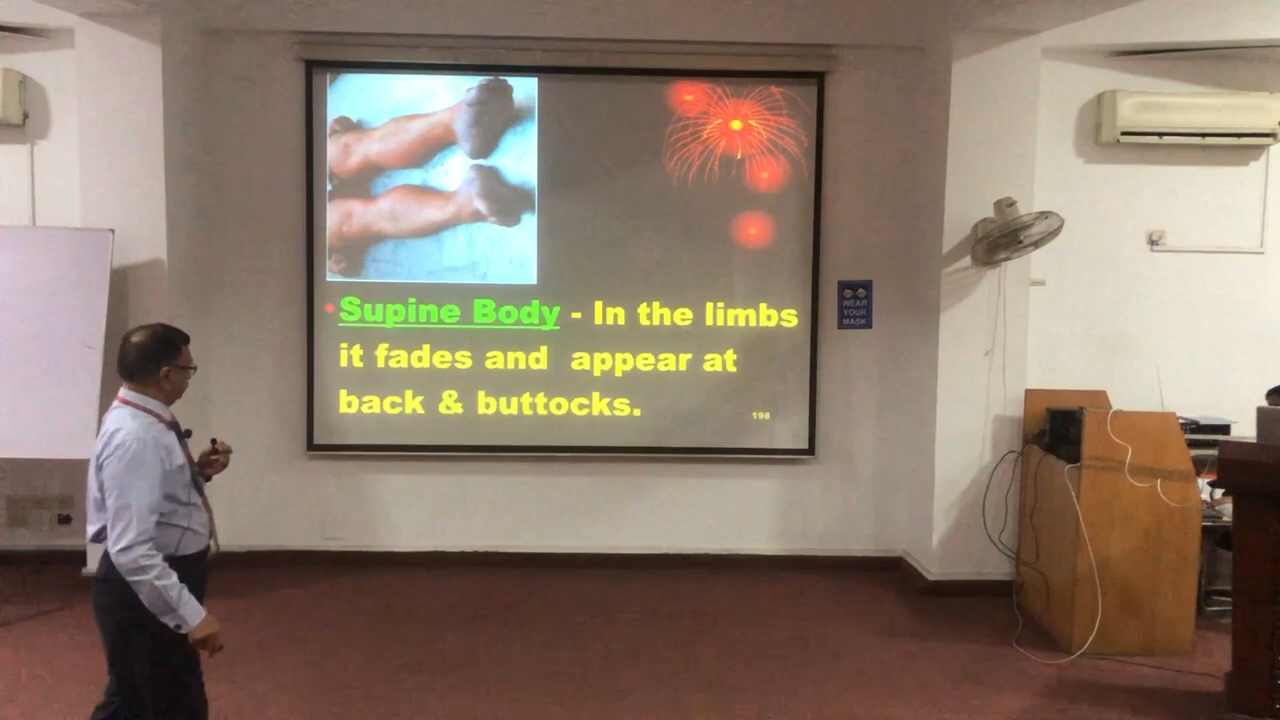 Supine Body - In the limbs
it fades and appear at
back & buttocks.
198
WEAR
YOUR
MASK